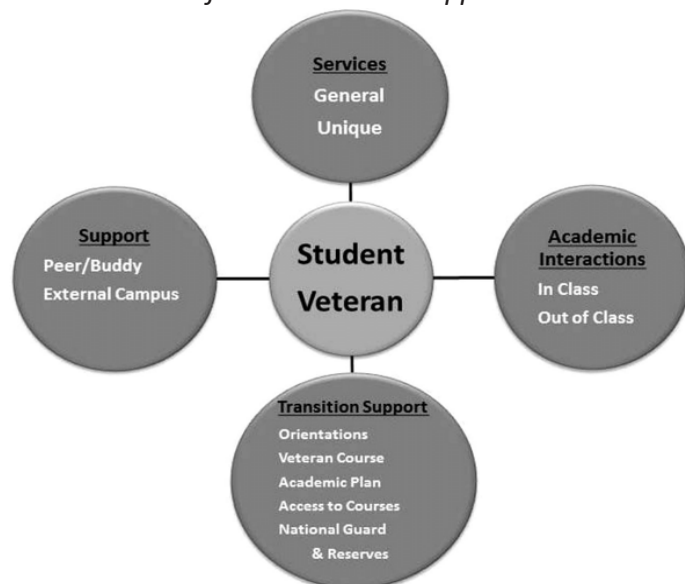 Services
General
Unique
Support
Peer/Buddy
External Campus
Student
Veteran
Academic
Interactions
In Class
Out of Class
Transition Support
Orientations
Veteran Course
Academic Plan
Access to Courses
National Guard
& Reserves